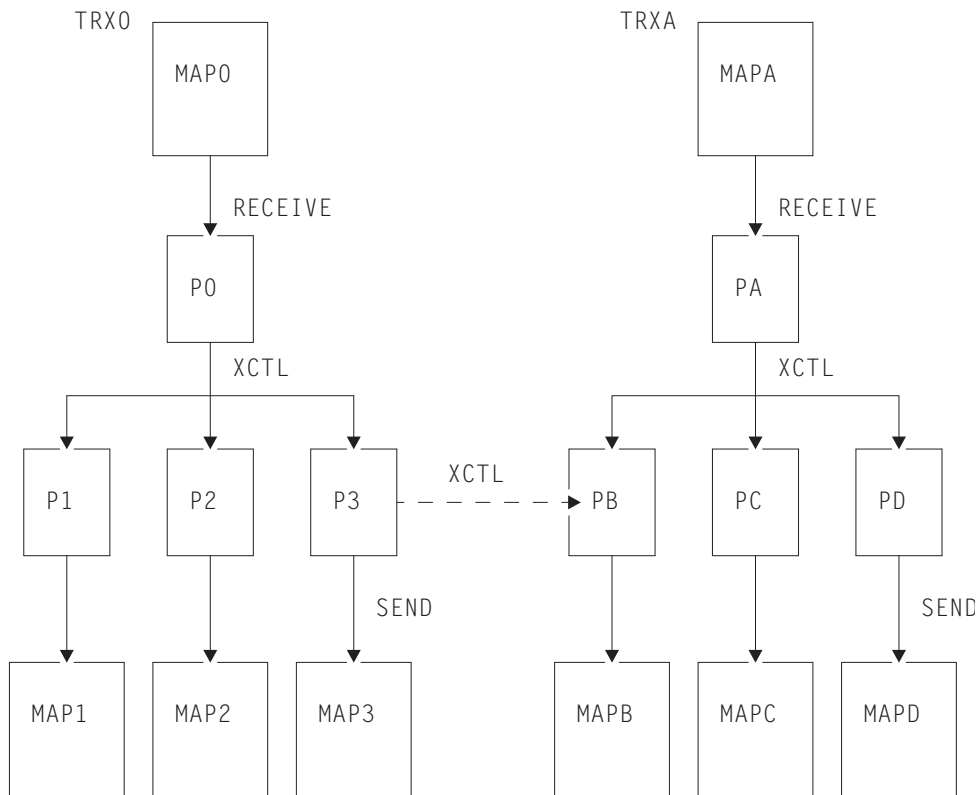 TRX0
TRXA
MAP0
MAPA
RECEIVE
RECEIVE
P0
PA
XCTL
XCTL
P1
P2
P3
XCTL
PB
PC
PD
SEND
SEND
MAP1
MAP2
MAP3
MAPB
MAPC
MAPD